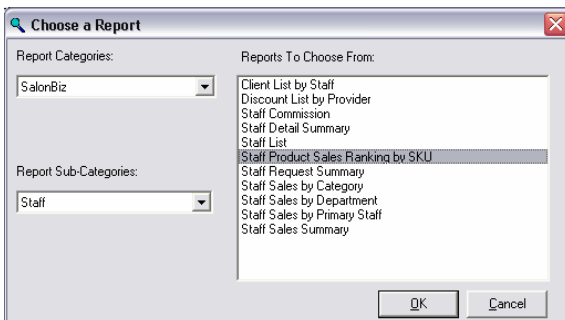 Choose a Report
Report Categories:
SalonBiz
Report Sub-Categories:
Staff
Reports To Choose From:
Client List by Staff
Discount List by Provider
Staff Commission
Staff Detail Summary
Staff List
Staff Product Sales Ranking by SKU
Staff Request Summary
Staff Sales by Category
Staff Sales by Department
Staff Sales by Primary Staff
Staff Sales Summary
OK
Cancel